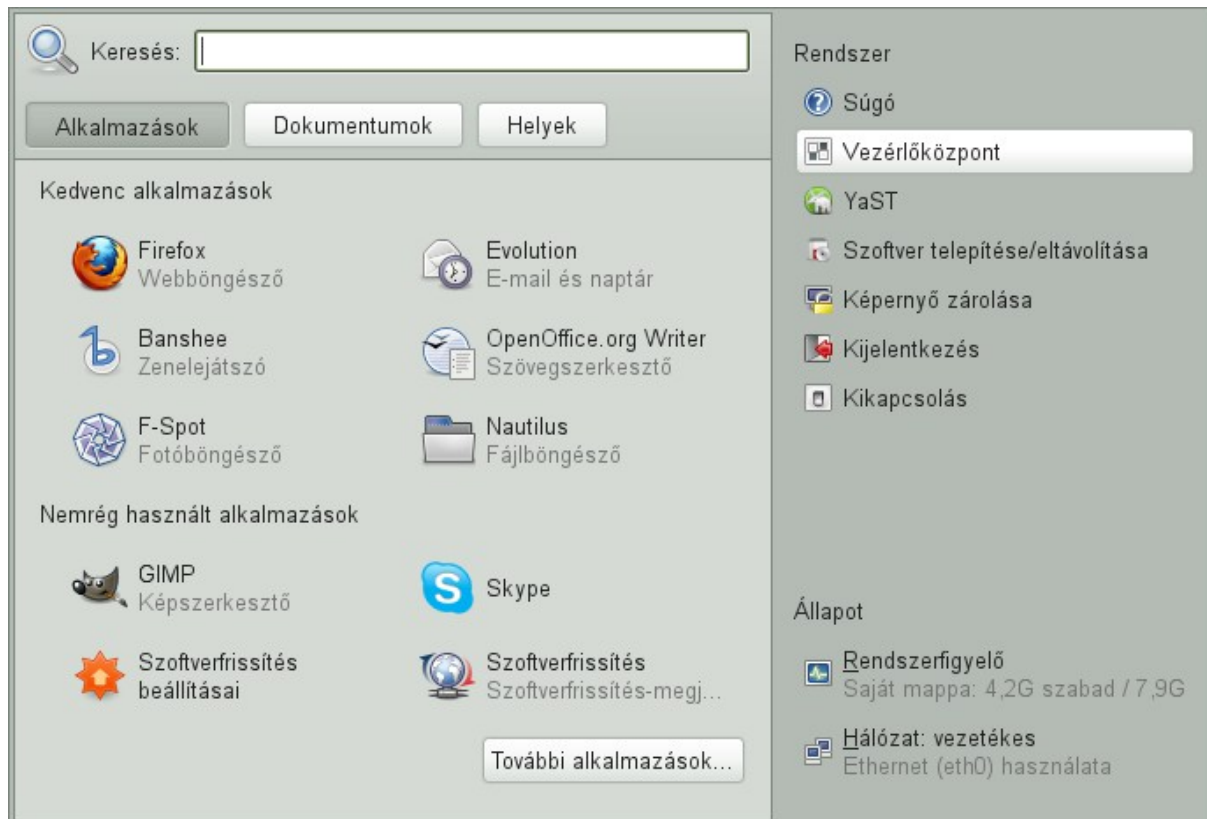 Keresés:
Alkalmazások
Dokumentumok
Helyek
Kedvenc alkalmazások
Firefox
Webböngésző
Evolution
E-mail és naptár
Banshee
Zenelejátszó
OpenOffice.org Writer
Szövegszerkesztő
F-Spot
Fotóböngésző
Nautilus
Fájlböngésző
Nemrég használt alkalmazások
GIMP
Képszerkesztő
Skype
Szoftverfrissítés
beállításai
Szoftverfrissítés
Szoftverfrissítés-megj...
További alkalmazások...
Rendszer
Súgó
Vezérlőközpont
YaST
Szoftver telepítése/eltávolítása
Képernyő zárolása
Kijelentkezés
Kikapcsolás
Állapot
Rendszerfigyelő
Saját mappa: 4,2G szabad / 7,9G
Hálózat: vezetékes
Ethernet (eth0) használata